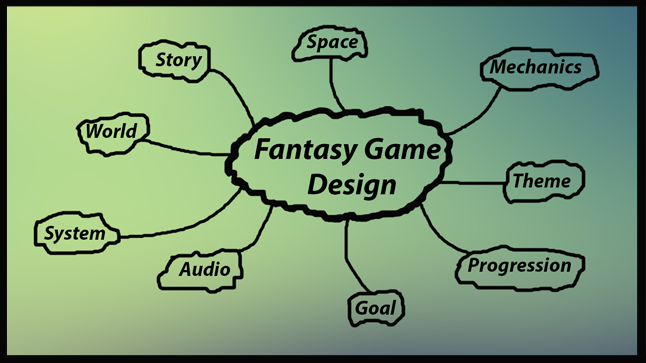 Space
Story
Mechanics
World
Fantasy Game
Design
Theme
System
Audio
Progression
Goal